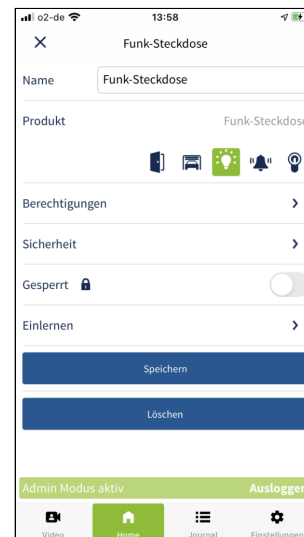 o2-de 13:58
Funk-Steckdose
Name Funk-Steckdose
Produkt Funk-Steckdose
Berechtigungen
Sicherheit
Gesperrt
Einlernen
Speichern
Löschen
Admin Modus aktiv Ausloggen
Video Home Journal Einstellungen